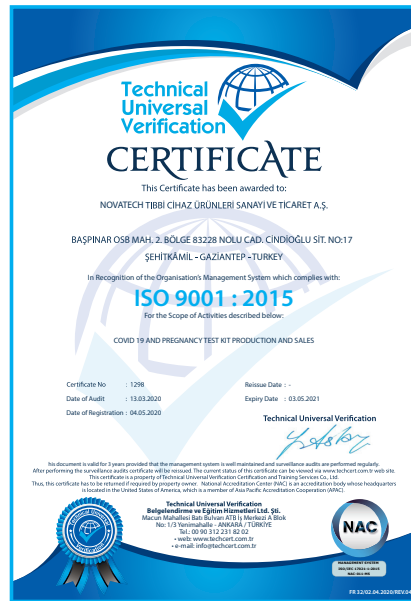 Technical
Universal
Verification
CERTIFICATE
This Certificate has been awarded to:
NOVATECH TIBBİ CİHAZ ÜRÜNLERİ SANAYİ VE TİCARET A.Ş.
BAŞPINAR OSB MAH. 2. BÖLGE 83228 NOLU CAD. CİNDİOĞLU SİT. NO:17
ŞEHİTKÂMİL - GAZİANTEP - TURKEY
In Recognition of the Organisation's Management System which complies with:
ISO 9001 : 2015
For the Scope of Activities described below:
COVID 19 AND PREGNANCY TEST KIT PRODUCTION AND SALES
Certificate No : 1298 Reissue Date : -
Date of Audit : 13.03.2020 Expiry Date : 03.05.2021
Date of Registration : 04.05.2020
Technical Universal Verification
his document is valid for 3 years provided that the management system is well maintained and surveillance audits are performed regularly.
After performing the surveillance audits certificate will be reissued. The current status of this certificate can be viewed via www.techcert.com.tr web site.
This certificate is a property of Technical Universal Verification Certification and Training Services Co., Ltd.
Thus, this certificate has to be returned if required by property owner. National Accreditation Center (NAC) is an accreditation body whose headquarters
is located in the United States of America, which is a member of Asia Pacific Accreditation Cooperation (APAC).
Technical Universal Verification
Belgelendirme ve Eğitim Hizmetleri Ltd. Şti.
Macun Mahallesi Batı Bulvarı ATB İş Merkezi A Blok
No: 1/3 Yenimahalle - ANKARA / TÜRKİYE
Tel.: 00 90 312 231 82 02
• web: www.techcert.com.tr
• e-mail: info@techcert.com.tr
NAC
MANAGEMENT SYSTEM
FR 32/02.04.2020/REV.04